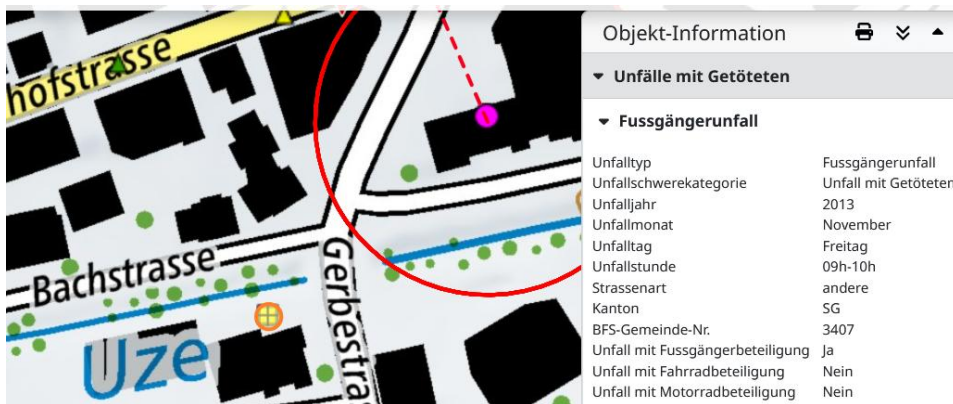 hofstrasse
Bachstrasse
Gerbestra
Uze
Objekt-Information
Unfälle mit Getöteten
Fussgängerunfall
Unfalltyp Fussgängerunfall
Unfallschwerekategorie Unfall mit Getöteten
Unfalljahr 2013
Unfallmonat November
Unfalltag Freitag
Unfallstunde 09h-10h
Strassenart andere
Kanton SG
BFS-Gemeinde-Nr. 3407
Unfall mit Fussgängerbeteiligung Ja
Unfall mit Fahrradbeteiligung Nein
Unfall mit Motorradbeteiligung Nein